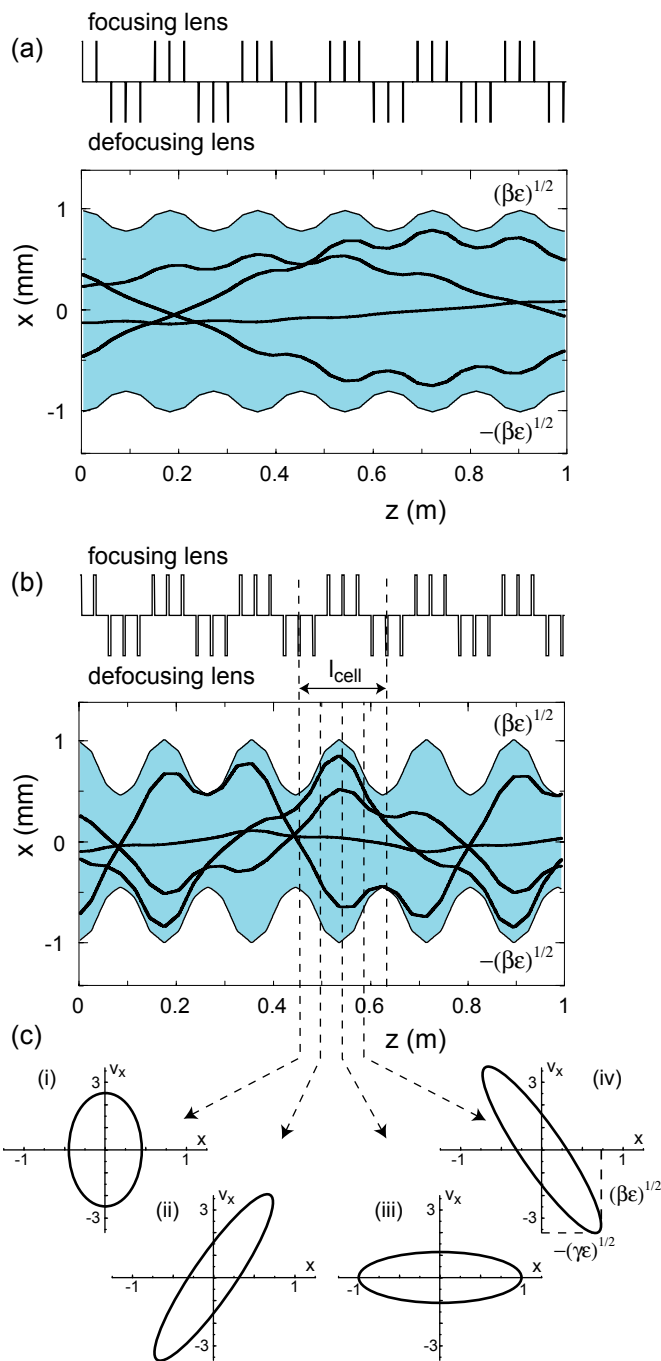 focusing lens
(a)
defocusing lens
(βε)^1/2
1
x (mm)
0
-1
−(βε)^1/2
0 0.2 0.4 0.6 0.8 1
z (m)
focusing lens
(b)
defocusing lens
l_cell
(βε)^1/2
1
x (mm)
0
-1
−(βε)^1/2
0 0.2 0.4 0.6 0.8 1
z (m)
(c)
(i)
v_x
3
x
-1 1
-3
(iv)
v_x
3
x
-1 1
-3
(βε)^1/2
−(γε)^1/2
(ii)
v_x
3
x
-1 1
-3
(iii)
v_x
3
x
-1 1
-3